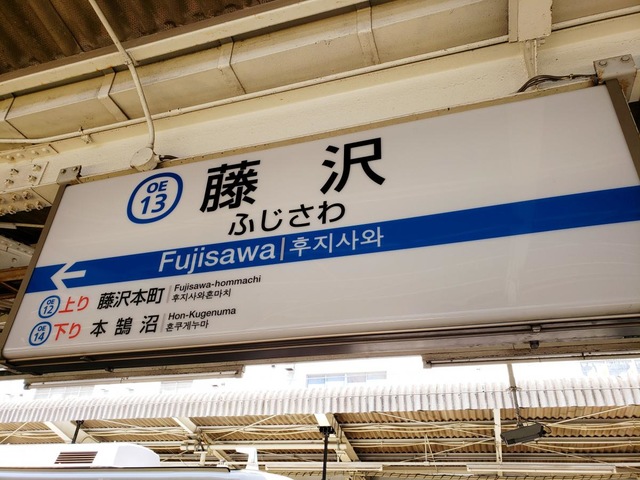 OE 13 藤沢
ふじさわ
Fujisawa|후지사와
OE 12 上り 藤沢本町 Fujisawa-hommachi
후지사와혼마치
OE 14 下り 本鵠沼 Hon-Kugenuma
혼쿠게누마